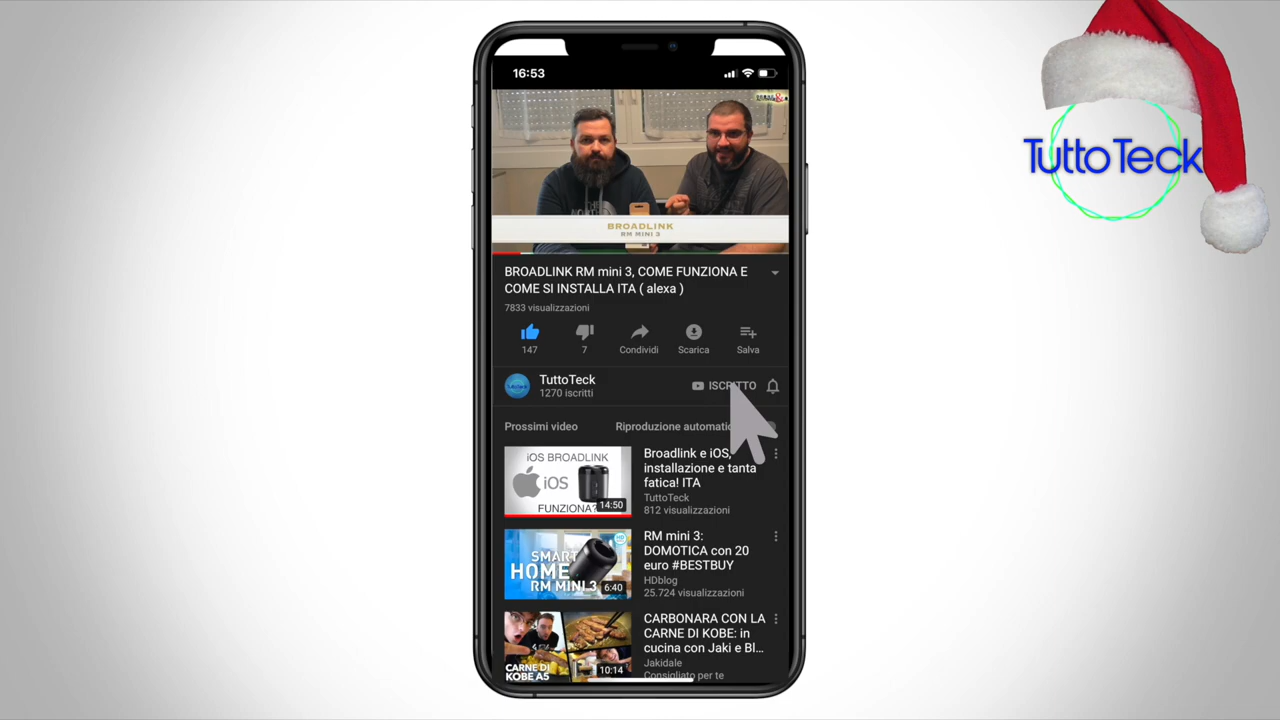 16:53
BROADLINK
RM MINI 3
BROADLINK RM mini 3, COME FUNZIONA E
COME SI INSTALLA ITA ( alexa )
7833 visualizzazioni
147
7
Condividi
Scarica
Salva
TuttoTeck
1270 iscritti
ISCRITTO
Prossimi video
Riproduzione
iOS BROADLINK
iOS
FUNZIONA?
14:50
Broadlink e iOS,
installazione e tanta
fatica! ITA
TuttoTeck
812 visualizzazioni
SMART
HOME
RM MINI 3
HD
6:40
RM mini 3:
DOMOTICA con 20
euro #BESTBUY
HDblog
25.724 visualizzazioni
CARNE DI
KOBE A5
10:14
CARBONARA CON LA
CARNE DI KOBE: in
cucina con Jaki e Bl...
Jakidale
Consigliato per te
TuttoTeck